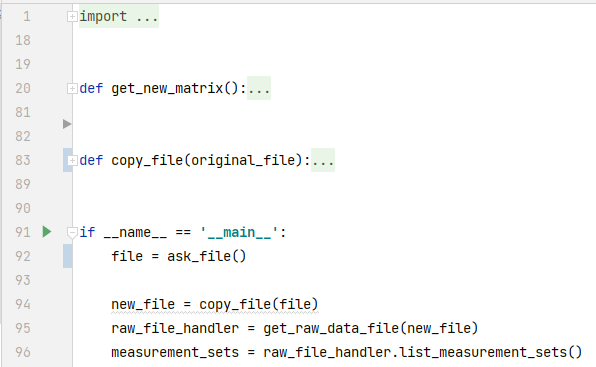 1 import ...
18
19
20 def get_new_matrix():...
81
82
83 def copy_file(original_file):...
89
90
91 if __name__ == '__main__':
92 file = ask_file()
93
94 new_file = copy_file(file)
95 raw_file_handler = get_raw_data_file(new_file)
96 measurement_sets = raw_file_handler.list_measurement_sets()